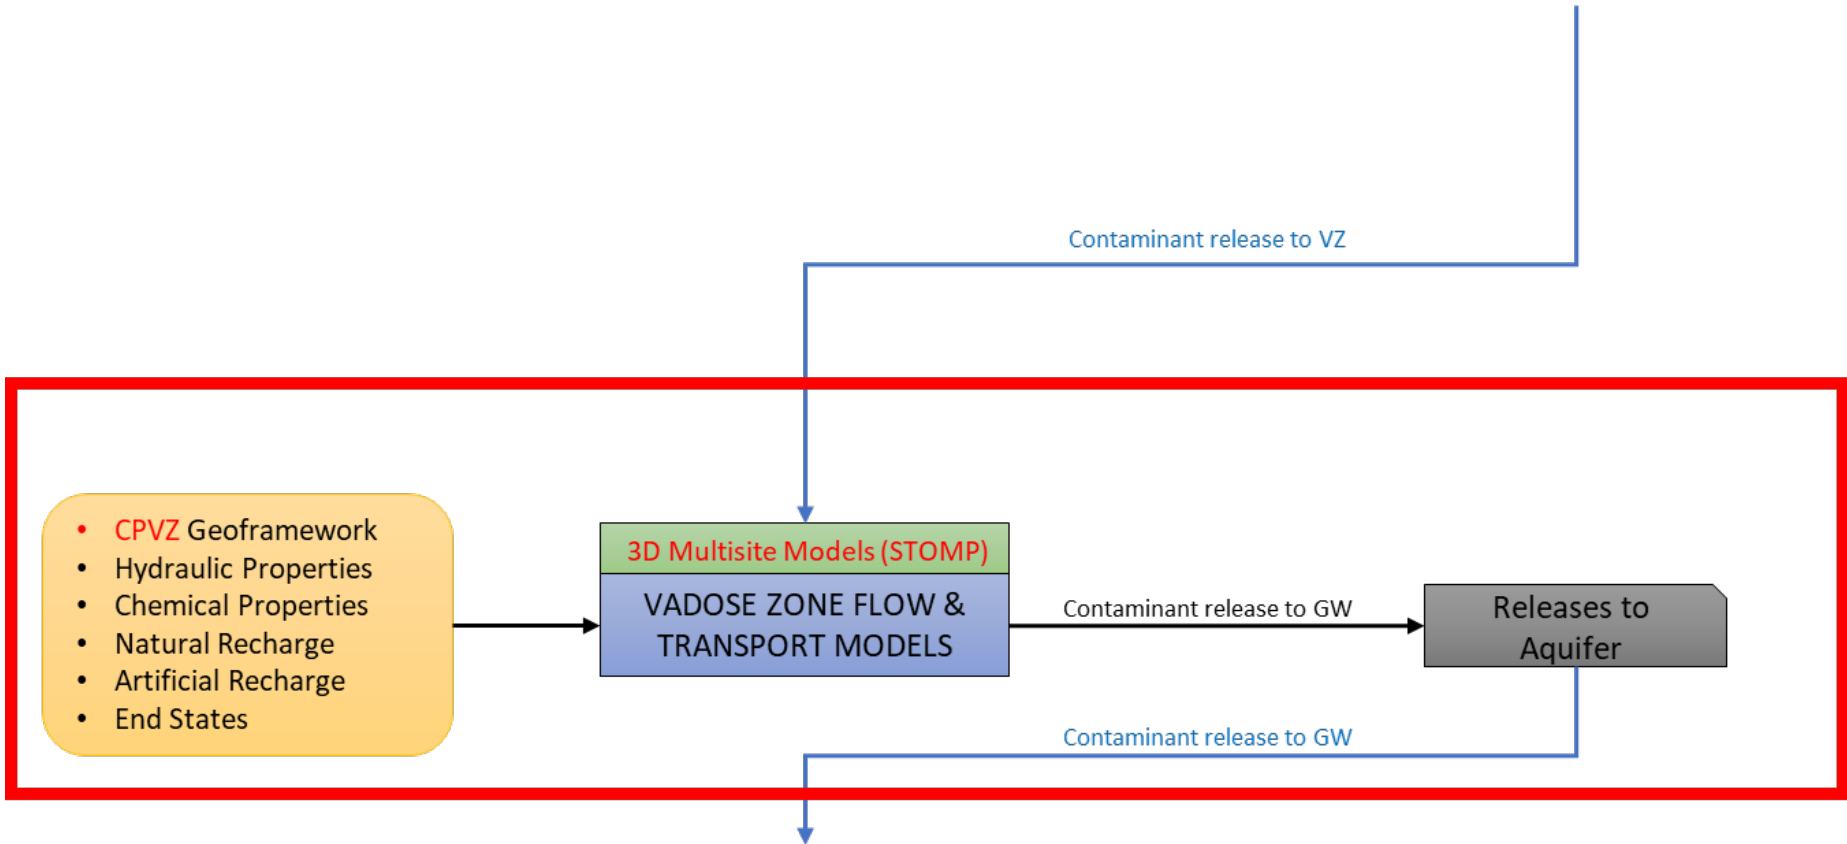 Contaminant release to VZ
• CPVZ Geoframework
• Hydraulic Properties
• Chemical Properties
• Natural Recharge
• Artificial Recharge
• End States
3D Multisite Models (STOMP)
VADOSE ZONE FLOW &
TRANSPORT MODELS
Contaminant release to GW
Releases to
Aquifer
Contaminant release to GW